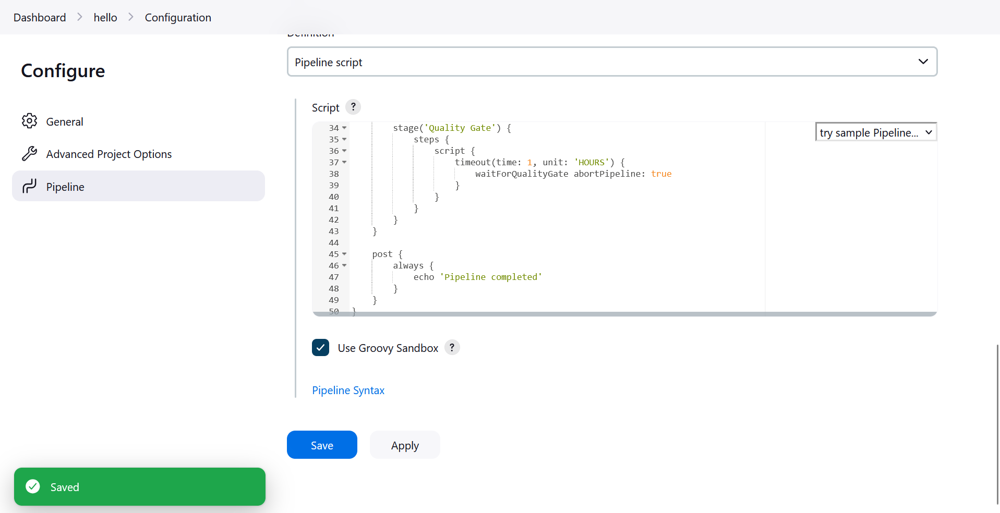 Dashboard > hello > Configuration
Configure
General
Advanced Project Options
Pipeline
Definition
Pipeline script
Script ?
try sample Pipeline...
34 stage('Quality Gate') {
35 steps {
36 script {
37 timeout(time: 1, unit: 'HOURS') {
38 waitForQualityGate abortPipeline: true
39 }
40 }
41 }
42 }
43 }
44
45 post {
46 always {
47 echo 'Pipeline completed'
48 }
49 }
50 }
Use Groovy Sandbox ?
Pipeline Syntax
Save
Apply
Saved